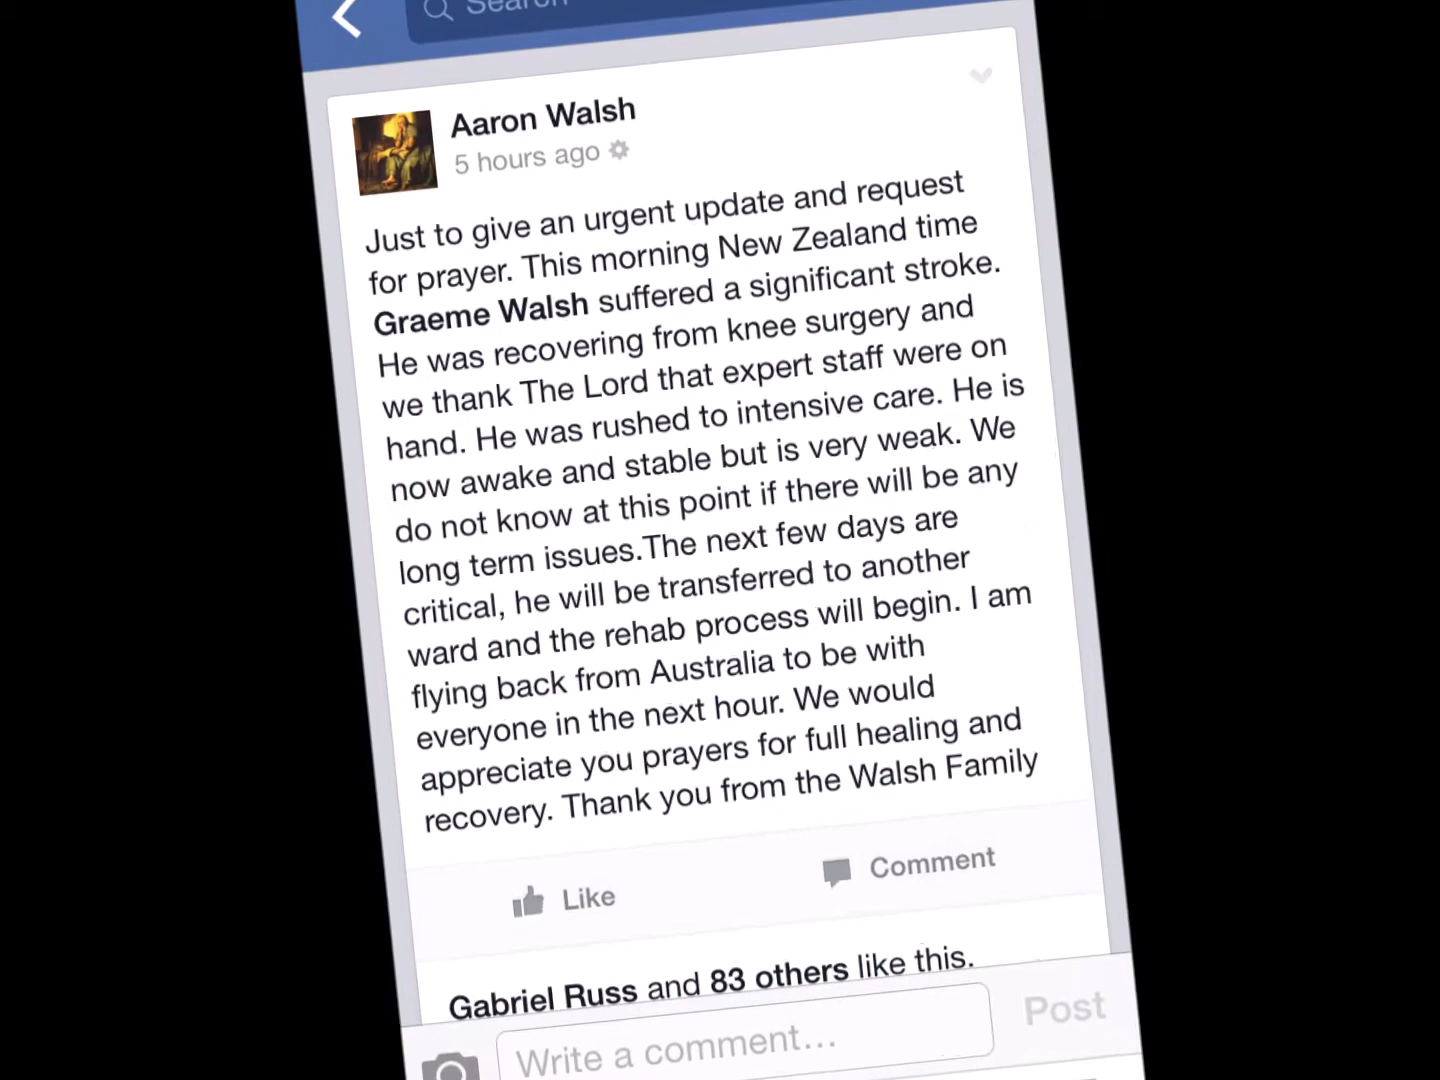 Search
Aaron Walsh
5 hours ago
Just to give an urgent update and request
for prayer. This morning New Zealand time
Graeme Walsh suffered a significant stroke.
He was recovering from knee surgery and
we thank The Lord that expert staff were on
hand. He was rushed to intensive care. He is
now awake and stable but is very weak. We
do not know at this point if there will be any
long term issues.The next few days are
critical, he will be transferred to another
ward and the rehab process will begin. I am
flying back from Australia to be with
everyone in the next hour. We would
appreciate you prayers for full healing and
recovery. Thank you from the Walsh Family
Like
Comment
Gabriel Russ and 83 others like this.
Write a comment...
Post